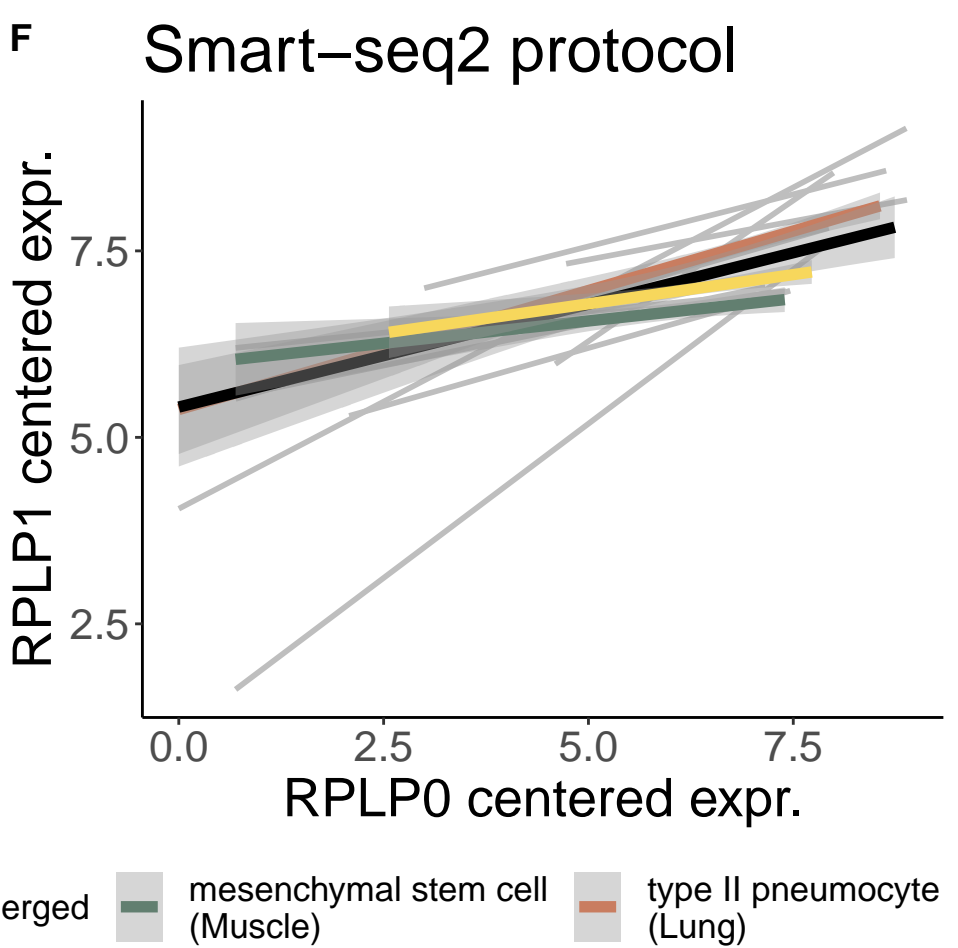 F
Smart–seq2 protocol
RPLP1 centered expr.
7.5
5.0
2.5
0.0 2.5 5.0 7.5
RPLP0 centered expr.
erged
mesenchymal stem cell
(Muscle)
type II pneumocyte
(Lung)